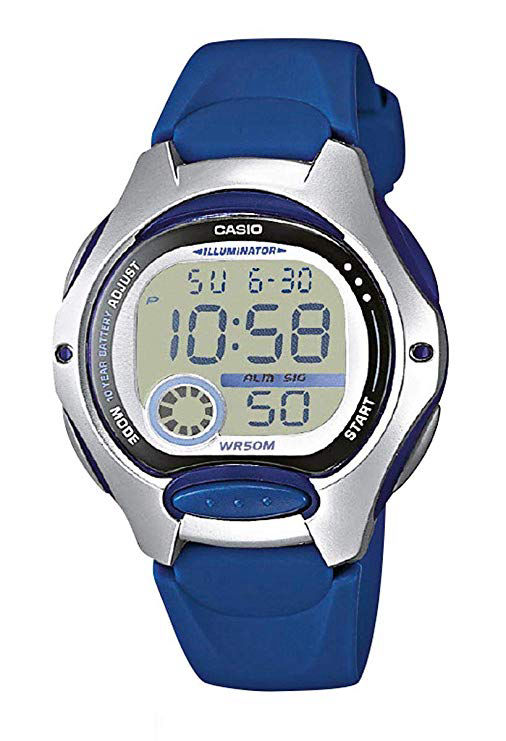 CASIO
ILLUMINATOR
SU 6-30
P
10:58
ALM SIG
50
WR50M
ADJUST
10 YEAR BATTERY
MODE
START